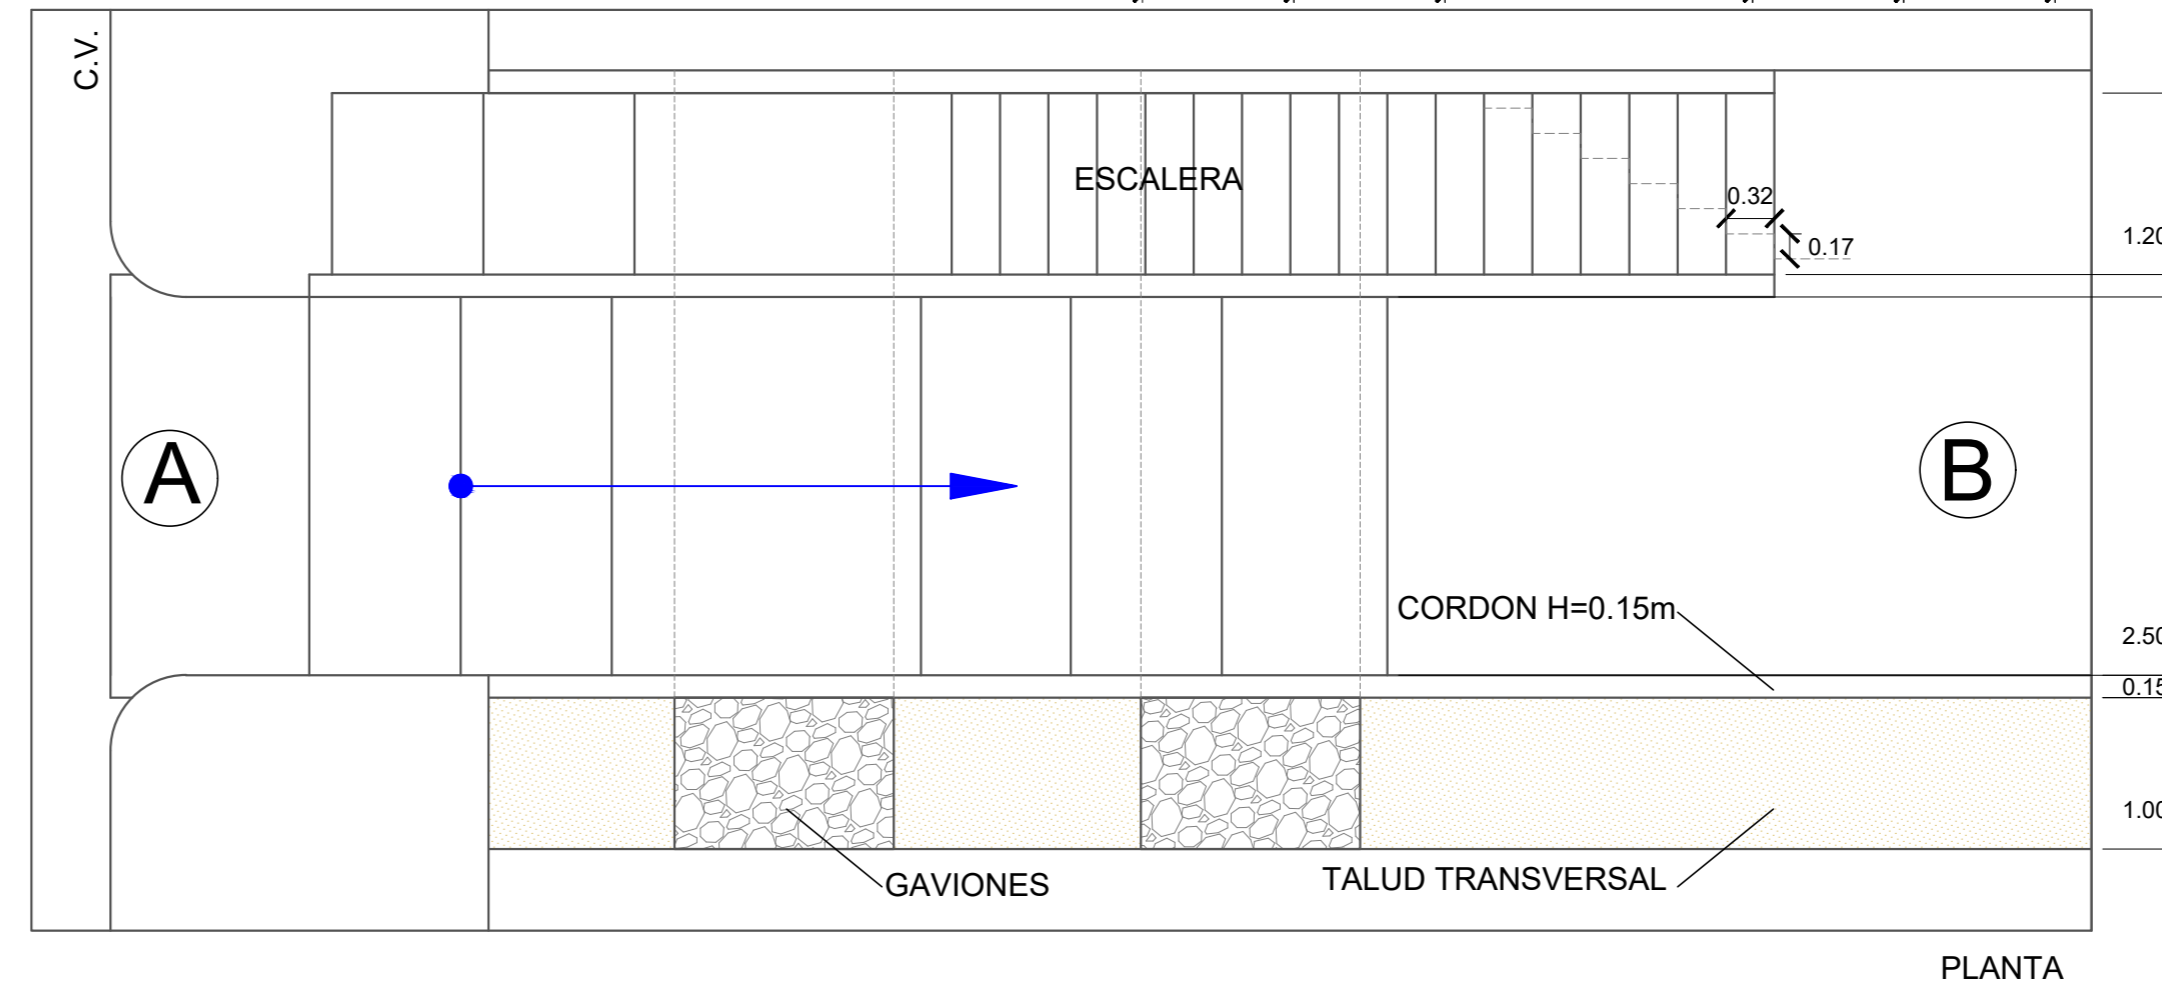 C.V.
ESCALERA
0.32
0.17
1.20
A
B
CORDON H=0.15m
2.50
0.15
1.00
GAVIONES
TALUD TRANSVERSAL
PLANTA